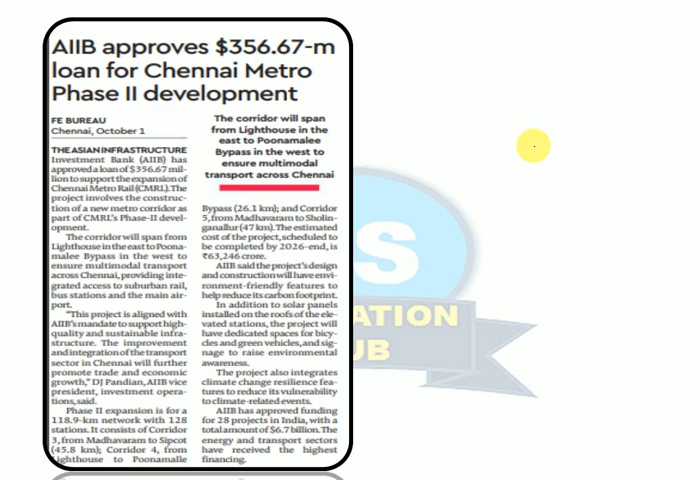 AIIB approves $356.67-m
loan for Chennai Metro
Phase II development
FE BUREAU
Chennai, October 1
THE ASIAN INFRASTRUCTURE
Investment Bank (AIIB) has
approved a loan of $356.67 mil-
lion to support the expansion of
Chennai Metro Rail (CMRL). The
project involves the construc-
tion of a new metro corridor as
part of CMRL's Phase-II devel-
opment.
The corridor will span from
Lighthouse in the east to Poona-
malee Bypass in the west to
ensure multimodal transport
across Chennai, providing inte-
grated access to suburban rail,
bus stations and the main air-
port.
"This project is aligned with
AIIB's mandate to support high-
quality and sustainable infra-
structure. The improvement
and integration of the transport
sector in Chennai will further
promote trade and economic
growth," DJ Pandian, AIIB vice
president, investment opera-
tions, said.
Phase II expansion is for a
118.9-km network with 128
stations. It consists of Corridor
3, from Madhavaram to Sipcot
(45.8 km); Corridor 4, from
Lighthouse to Poonamalle
The corridor will span
from Lighthouse in the
east to Poonamalee
Bypass in the west to
ensure multimodal
transport across Chennai
Bypass (26.1 km); and Corridor
5, from Madhavaram to Sholin-
ganallur (47 km). The estimated
cost of the project, scheduled to
be completed by 2026-end, is
₹63,246 crore.
AIIB said the project's design
and construction will have envi-
ronment-friendly features to
help reduce its carbon footprint.
In addition to solar panels
installed on the roofs of the ele-
vated stations, the project will
have dedicated spaces for bicy-
cles and green vehicles, and sig-
nage to raise environmental
awareness.
The project also integrates
climate change resilience fea-
tures to reduce its vulnerability
to climate-related events.
AIIB has approved funding
for 28 projects in India, with a
total amount of $6.7 billion. The
energy and transport sectors
have received the highest
financing.
S
ATION
UB